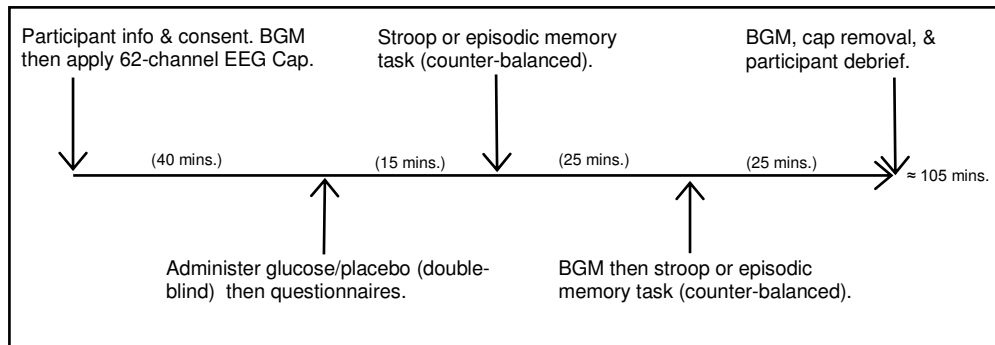 Participant info & consent. BGM
then apply 62-channel EEG Cap.
Stroop or episodic memory
task (counter-balanced).
BGM, cap removal, &
participant debrief.
(40 mins.)
(15 mins.)
(25 mins.)
(25 mins.)
≈ 105 mins.
Administer glucose/placebo (double-
blind) then questionnaires.
BGM then stroop or episodic
memory task (counter-balanced).